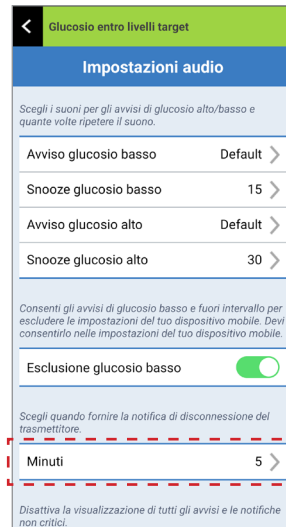 Glucosio entro livelli target
Impostazioni audio
Scegli i suoni per gli avvisi di glucosio alto/basso e
quante volte ripetere il suono.
Avviso glucosio basso Default
Snooze glucosio basso 15
Avviso glucosio alto Default
Snooze glucosio alto 30
Consenti gli avvisi di glucosio basso e fuori intervallo per
escludere le impostazioni del tuo dispositivo mobile. Devi
consentirlo nelle impostazioni del tuo dispositivo mobile.
Esclusione glucosio basso
Scegli quando fornire la notifica di disconnessione del
trasmettitore.
Minuti 5
Disattiva la visualizzazione di tutti gli avvisi e le notifiche
non critici.